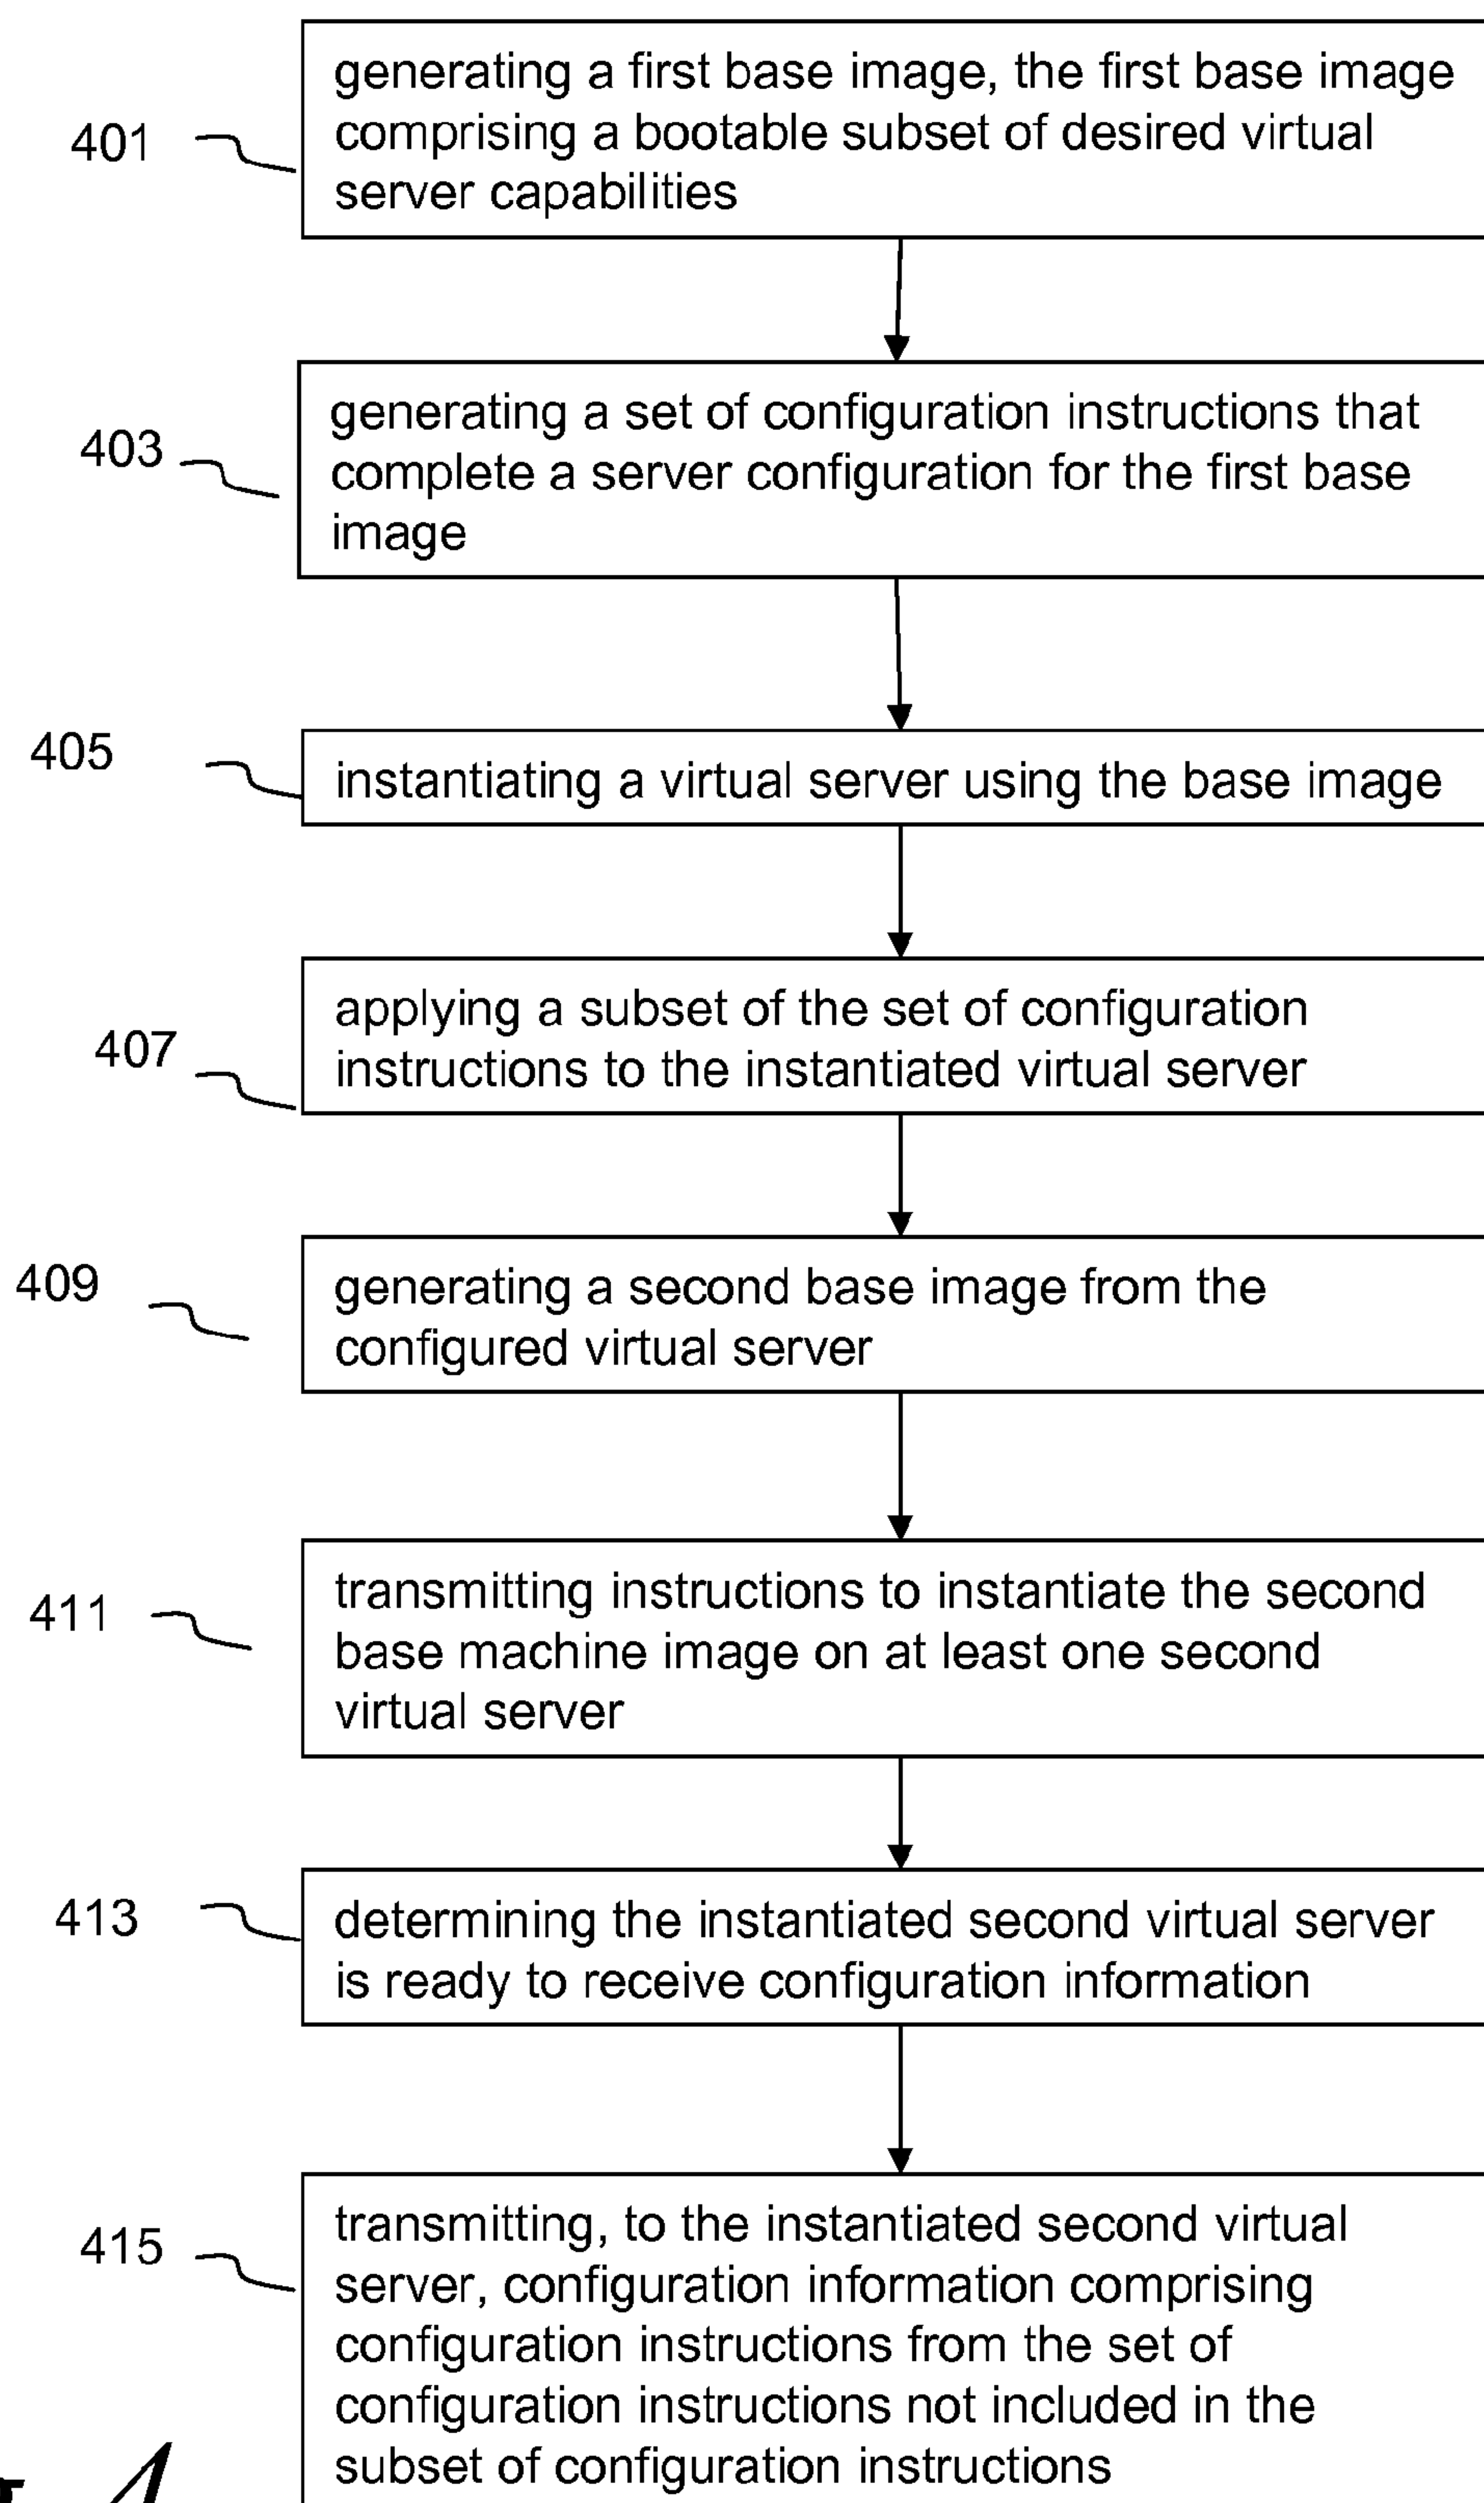 401
generating a first base image, the first base image
comprising a bootable subset of desired virtual
server capabilities
403
generating a set of configuration instructions that
complete a server configuration for the first base
image
405
instantiating a virtual server using the base image
407
applying a subset of the set of configuration
instructions to the instantiated virtual server
409
generating a second base image from the
configured virtual server
411
transmitting instructions to instantiate the second
base machine image on at least one second
virtual server
413
determining the instantiated second virtual server
is ready to receive configuration information
415
transmitting, to the instantiated second virtual
server, configuration information comprising
configuration instructions from the set of
configuration instructions not included in the
subset of configuration instructions